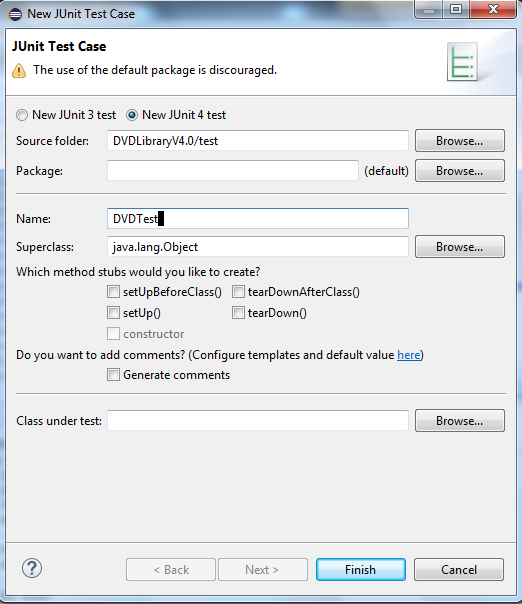 New JUnit Test Case
JUnit Test Case
The use of the default package is discouraged.
New JUnit 3 test New JUnit 4 test
Source folder: DVDLibraryV4.0/test Browse...
Package: (default) Browse...
Name: DVDTest
Superclass: java.lang.Object Browse...
Which method stubs would you like to create?
setUpBeforeClass() tearDownAfterClass()
setUp() tearDown()
constructor
Do you want to add comments? (Configure templates and default value here)
Generate comments
Class under test: Browse...
? < Back Next > Finish Cancel